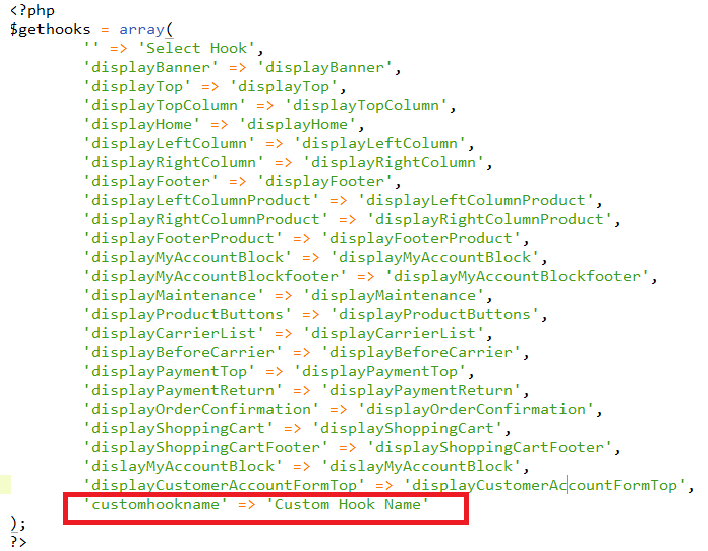 <?php
$gethooks = array(
'' => 'Select Hook',
'displayBanner' => 'displayBanner',
'displayTop' => 'displayTop',
'displayTopColumn' => 'displayTopColumn',
'displayHome' => 'displayHome',
'displayLeftColumn' => 'displayLeftColumn',
'displayRightColumn' => 'displayRightColumn',
'displayFooter' => 'displayFooter',
'displayLeftColumnProduct' => 'displayLeftColumnProduct',
'displayRightColumnProduct' => 'displayRightColumnProduct',
'displayFooterProduct' => 'displayFooterProduct',
'displayMyAccountBlock' => 'displayMyAccountBlock',
'displayMyAccountBlockfooter' => 'displayMyAccountBlockfooter',
'displayMaintenance' => 'displayMaintenance',
'displayProductButtons' => 'displayProductButtons',
'displayCarrierList' => 'displayCarrierList',
'displayBeforeCarrier' => 'displayBeforeCarrier',
'displayPaymentTop' => 'displayPaymentTop',
'displayPaymentReturn' => 'displayPaymentReturn',
'displayOrderConfirmation' => 'displayOrderConfirmation',
'displayShoppingCart' => 'displayShoppingCart',
'displayShoppingCartFooter' => 'displayShoppingCartFooter',
'dislayMyAccountBlock' => 'dislayMyAccountBlock',
'displayCustomerAccountFormTop' => 'displayCustomerAccountFormTop',
'customhookname' => 'Custom Hook Name'
);
?>